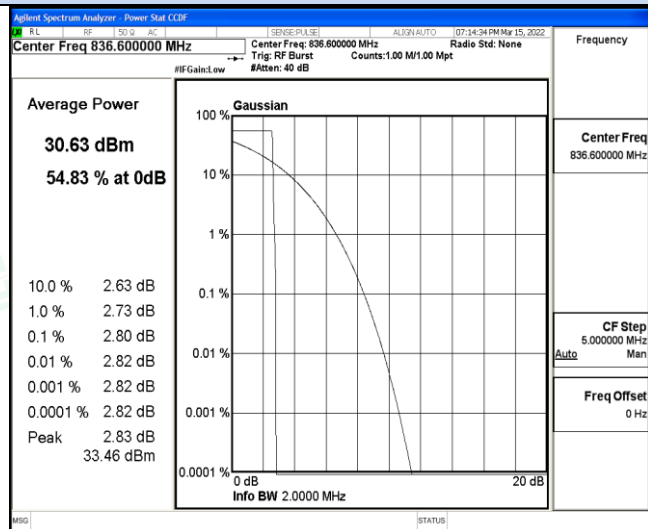 Agilent Spectrum Analyzer - Power Stat CCDF
RL RF 50 Ω AC SENSE:PULSE ALIGN AUTO 07:14:34 PM Mar 15, 2022
Center Freq 836.600000 MHz
Center Freq: 836.600000 MHz Radio Std: None
Trig: RF Burst Counts:1.00 M/1.00 Mpt
#IFGain:Low #Atten: 40 dB
Frequency
Average Power
30.63 dBm
54.83 % at 0dB
10.0 % 2.63 dB
1.0 % 2.73 dB
0.1 % 2.80 dB
0.01 % 2.82 dB
0.001 % 2.82 dB
0.0001 % 2.82 dB
Peak 2.83 dB
33.46 dBm
Gaussian
100 %
10 %
1 %
0.1 %
0.01 %
0.001 %
0.0001 %
0 dB 20 dB
Info BW 2.0000 MHz
Center Freq
836.600000 MHz
CF Step
5.000000 MHz
Auto Man
Freq Offset
0 Hz
MSG STATUS